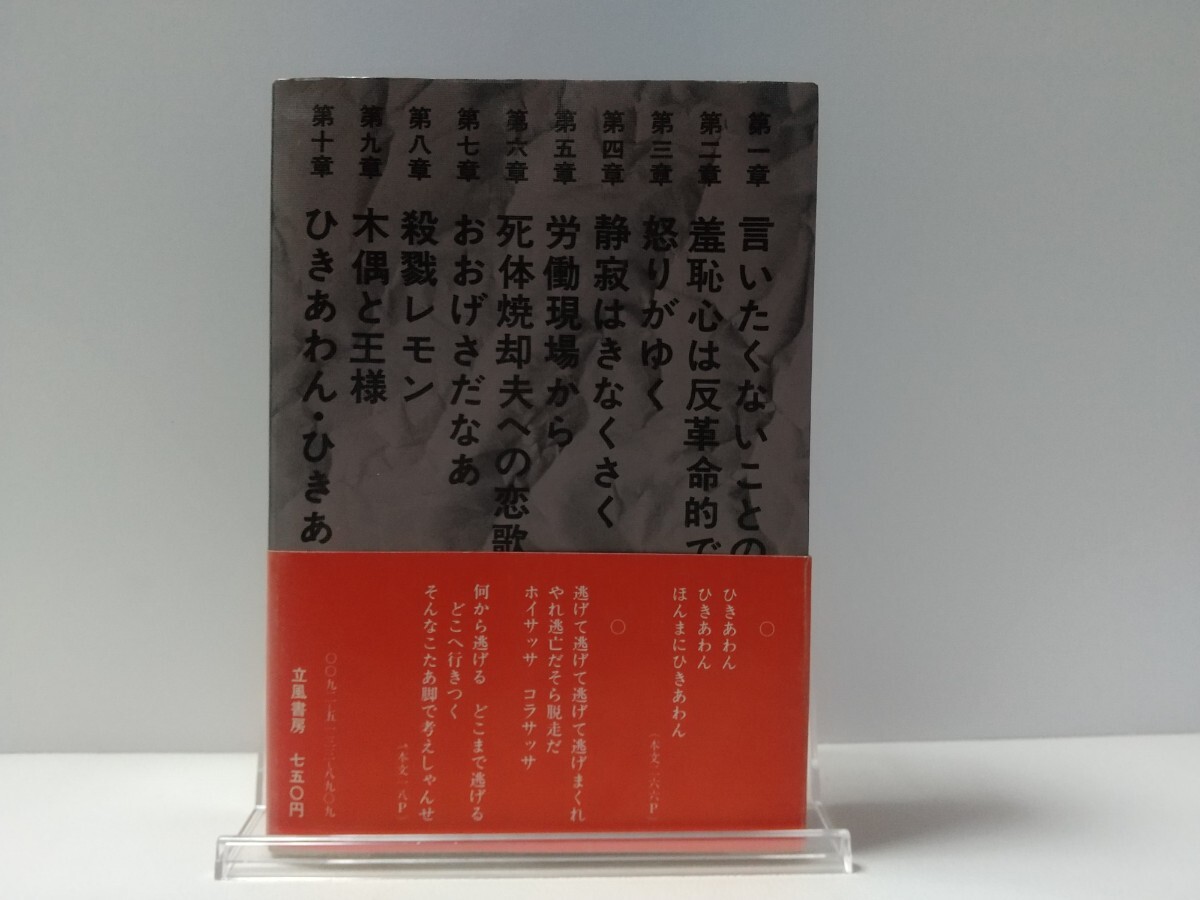 第一章 言いたくないことの
第二章 羞恥心は反革命的で
第三章 怒りがゆく
第四章 静寂はきなくさく
第五章 労働現場から
第六章 死体焼却夫への恋歌
第七章 おおげさだなあ
第八章 殺戮レモン
第九章 木偶と王様
第十章 ひきあわん・ひきあ
○
ひきあわん
ひきあわん
ほんまにひきあわん
(本文二六六P)
○
逃げて逃げて逃げて逃げまくれ
やれ逃亡だそら脱走だ
ホイサッサ コラサッサ
何から逃げる どこまで逃げる
どこへ行きつく
そんなこたあ脚で考えしゃんせ
立風書房 七五〇円